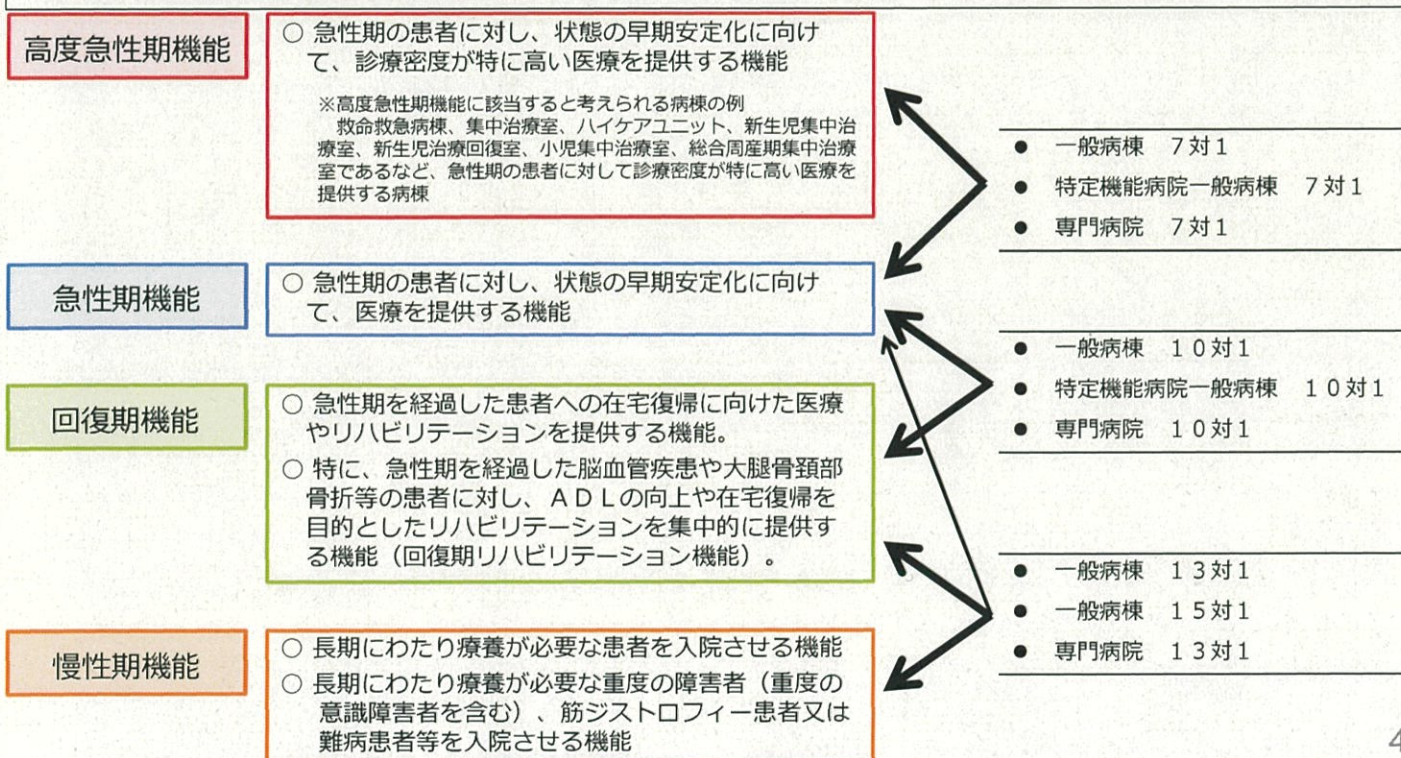 高度急性期機能
○ 急性期の患者に対し、状態の早期安定化に向け
て、診療密度が特に高い医療を提供する機能
※高度急性期機能に該当すると考えられる病棟の例
救命救急病棟、集中治療室、ハイケアユニット、新生児集中治
療室、新生児治療回復室、小児集中治療室、総合周産期集中治療
室であるなど、急性期の患者に対して診療密度が特に高い医療を
提供する病棟
● 一般病棟 7対1
● 特定機能病院一般病棟 7対1
● 専門病院 7対1
急性期機能
○ 急性期の患者に対し、状態の早期安定化に向け
て、医療を提供する機能
● 一般病棟 10対1
● 特定機能病院一般病棟 10対1
● 専門病院 10対1
回復期機能
○ 急性期を経過した患者への在宅復帰に向けた医療
やリハビリテーションを提供する機能。
○ 特に、急性期を経過した脳血管疾患や大腿骨頸部
骨折等の患者に対し、ADLの向上や在宅復帰を
目的としたリハビリテーションを集中的に提供す
る機能（回復期リハビリテーション機能）。
● 一般病棟 13対1
● 一般病棟 15対1
● 専門病院 13対1
慢性期機能
○ 長期にわたり療養が必要な患者を入院させる機能
○ 長期にわたり療養が必要な重度の障害者（重度の
意識障害者を含む）、筋ジストロフィー患者又は
難病患者等を入院させる機能
4